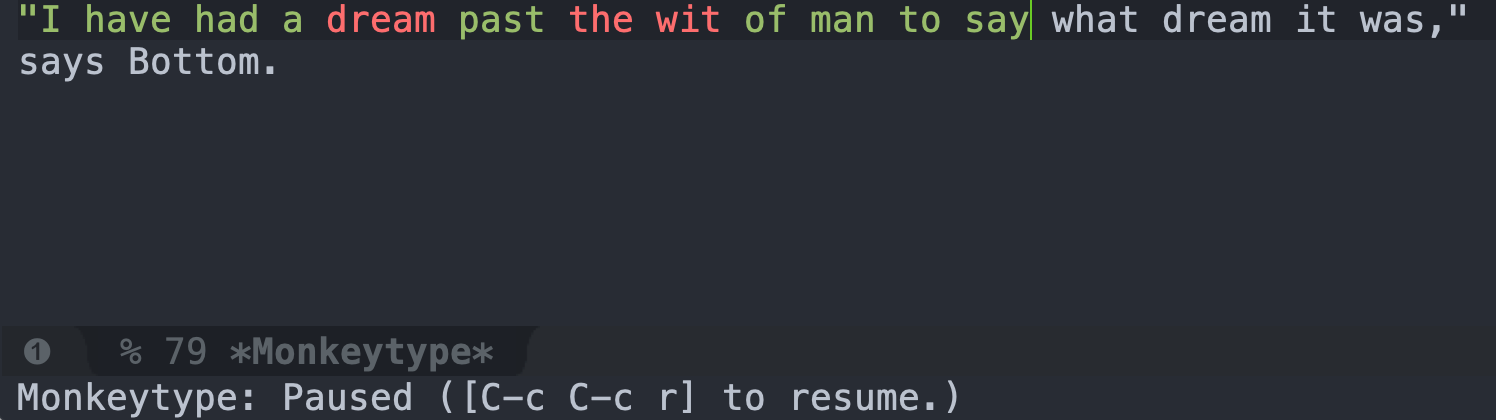 "I have had a dream past the wit of man to say what dream it was,"
says Bottom.
❶ % 79 *Monkeytype*
Monkeytype: Paused ([C-c C-c r] to resume.)